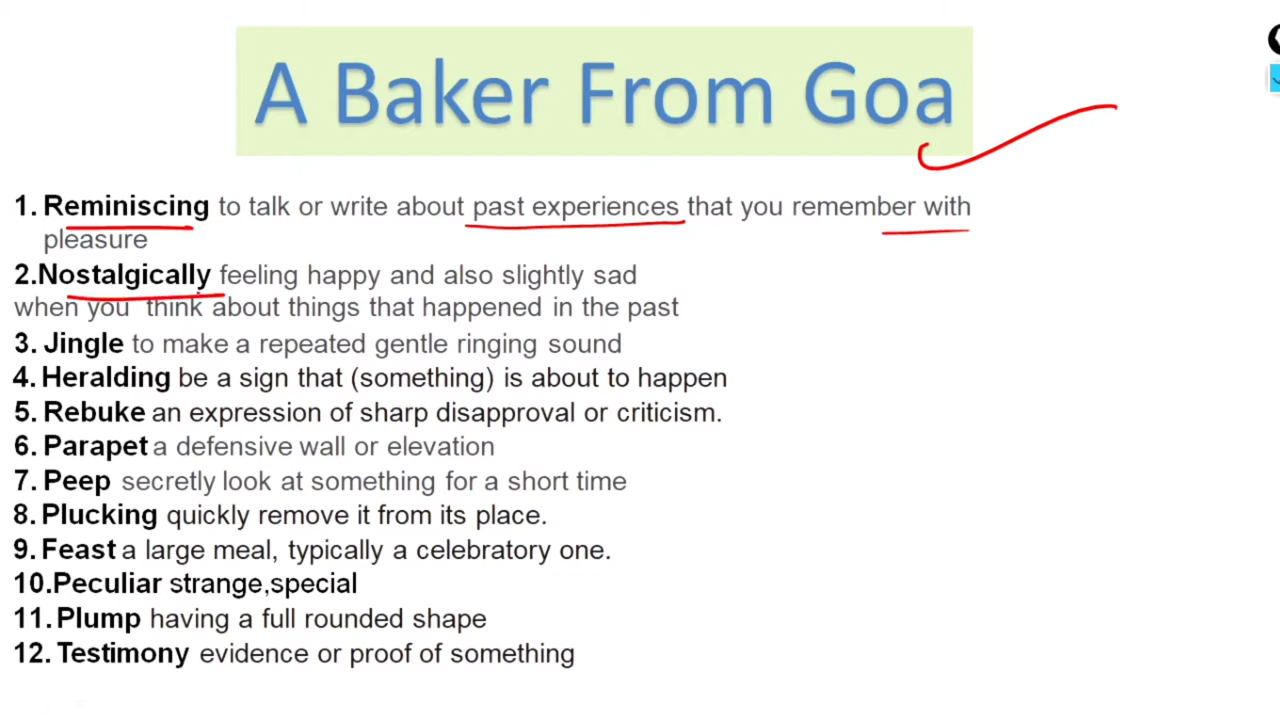 A Baker From Goa
1. Reminiscing to talk or write about past experiences that you remember with
pleasure
2.Nostalgically feeling happy and also slightly sad
when you think about things that happened in the past
3. Jingle to make a repeated gentle ringing sound
4. Heralding be a sign that (something) is about to happen
5. Rebuke an expression of sharp disapproval or criticism.
6. Parapet a defensive wall or elevation
7. Peep secretly look at something for a short time
8. Plucking quickly remove it from its place.
9. Feast a large meal, typically a celebratory one.
10.Peculiar strange,special
11. Plump having a full rounded shape
12. Testimony evidence or proof of something